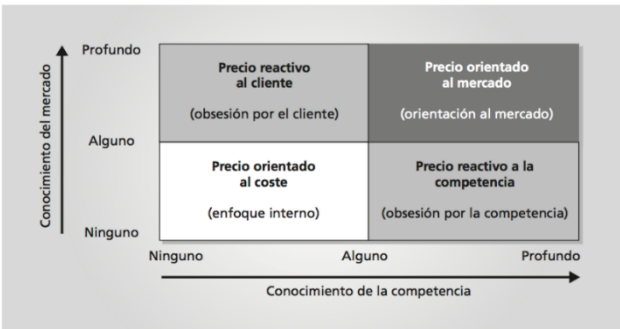 Conocimiento del mercado
Profundo
Alguno
Ninguno
Precio reactivo
al cliente
(obsesión por el cliente)
Precio orientado
al mercado
(orientación al mercado)
Precio orientado
al coste
(enfoque interno)
Precio reactivo a la
competencia
(obsesión por la competencia)
Ninguno
Alguno
Profundo
Conocimiento de la competencia